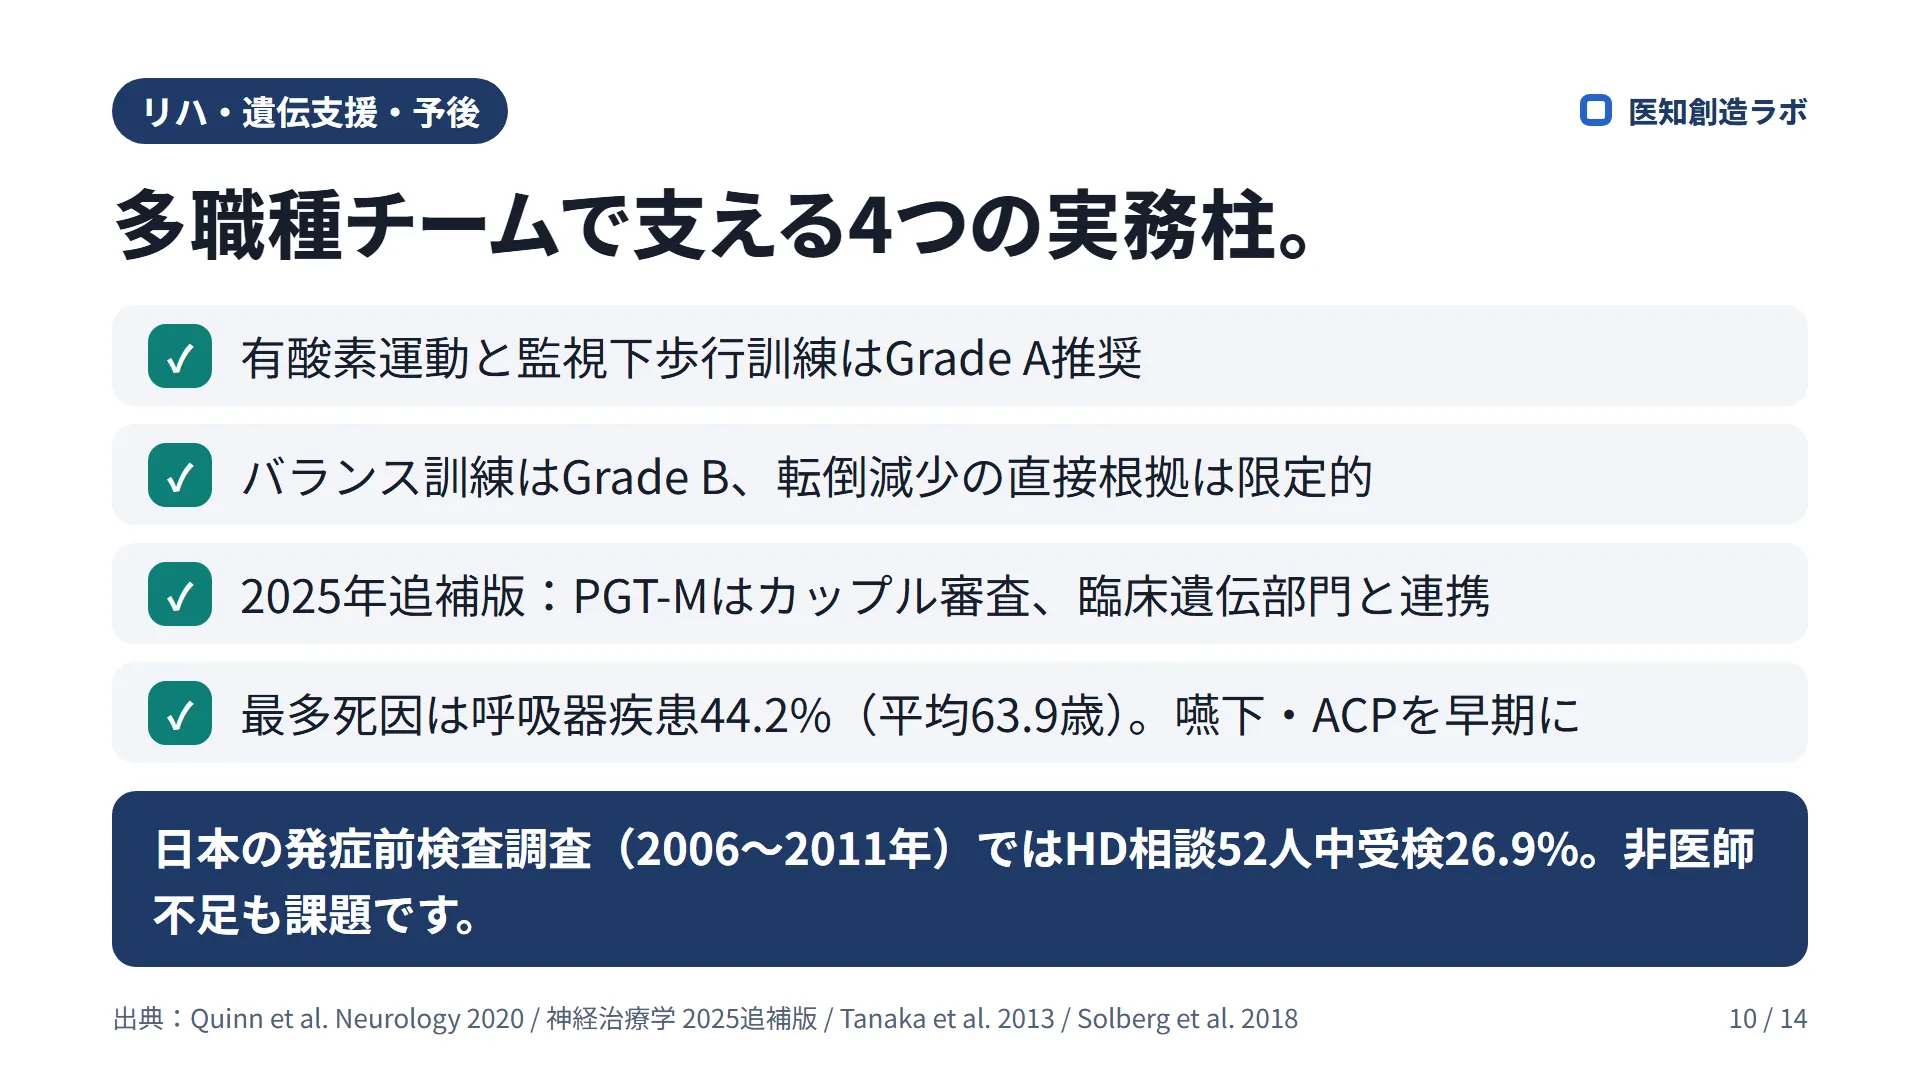 リハ・遺伝支援・予後
医知創造ラボ
多職種チームで支える4つの実務柱。
有酸素運動と監視下歩行訓練はGrade A推奨
バランス訓練はGrade B、転倒減少の直接根拠は限定的
2025年追補版：PGT-Mはカップル審査、臨床遺伝部門と連携
最多死因は呼吸器疾患44.2%（平均63.9歳）。嚥下・ACPを早期に
日本の発症前検査調査（2006〜2011年）ではHD相談52人中受検26.9%。非医師
不足も課題です。
出典：Quinn et al. Neurology 2020 / 神経治療学 2025追補版 / Tanaka et al. 2013 / Solberg et al. 2018
10 / 14